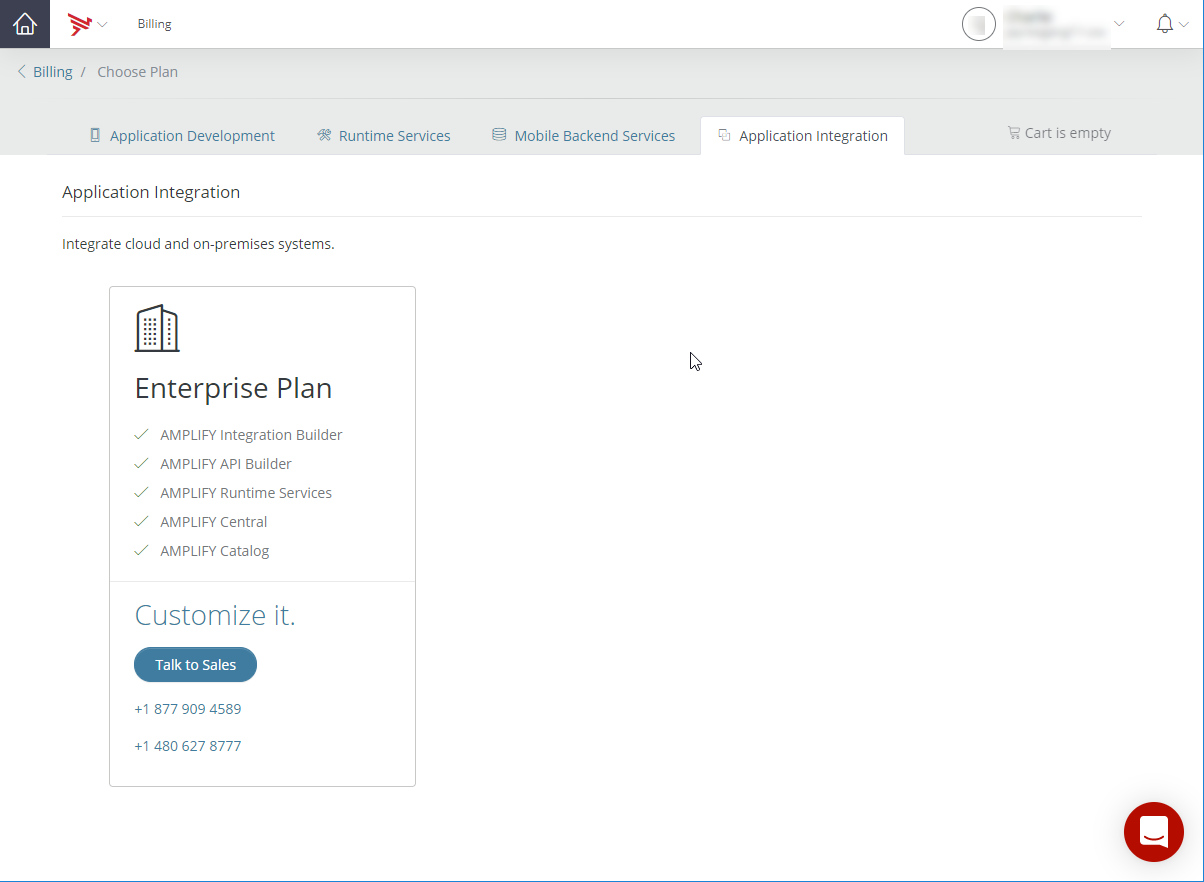 Billing
Billing / Choose Plan
Application Development Runtime Services Mobile Backend Services Application Integration Cart is empty
Application Integration
Integrate cloud and on-premises systems.
Enterprise Plan
AMPLIFY Integration Builder
AMPLIFY API Builder
AMPLIFY Runtime Services
AMPLIFY Central
AMPLIFY Catalog
Customize it.
Talk to Sales
+1 877 909 4589
+1 480 627 8777